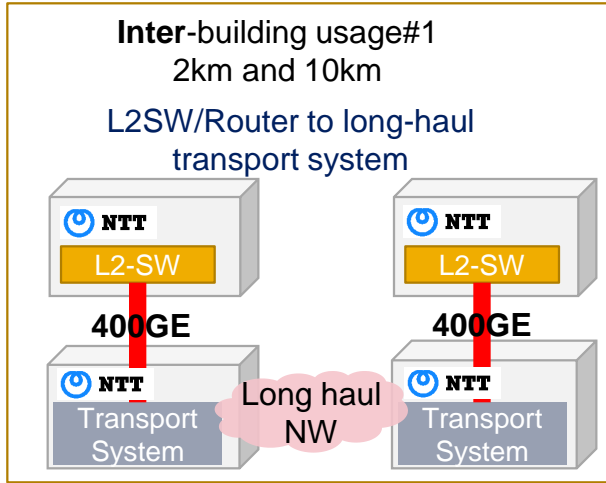 Inter-building usage#1
2km and 10km
L2SW/Router to long-haul
transport system
NTT
L2-SW
NTT
L2-SW
400GE
400GE
NTT
Transport
System
Long haul
NW
NTT
Transport
System